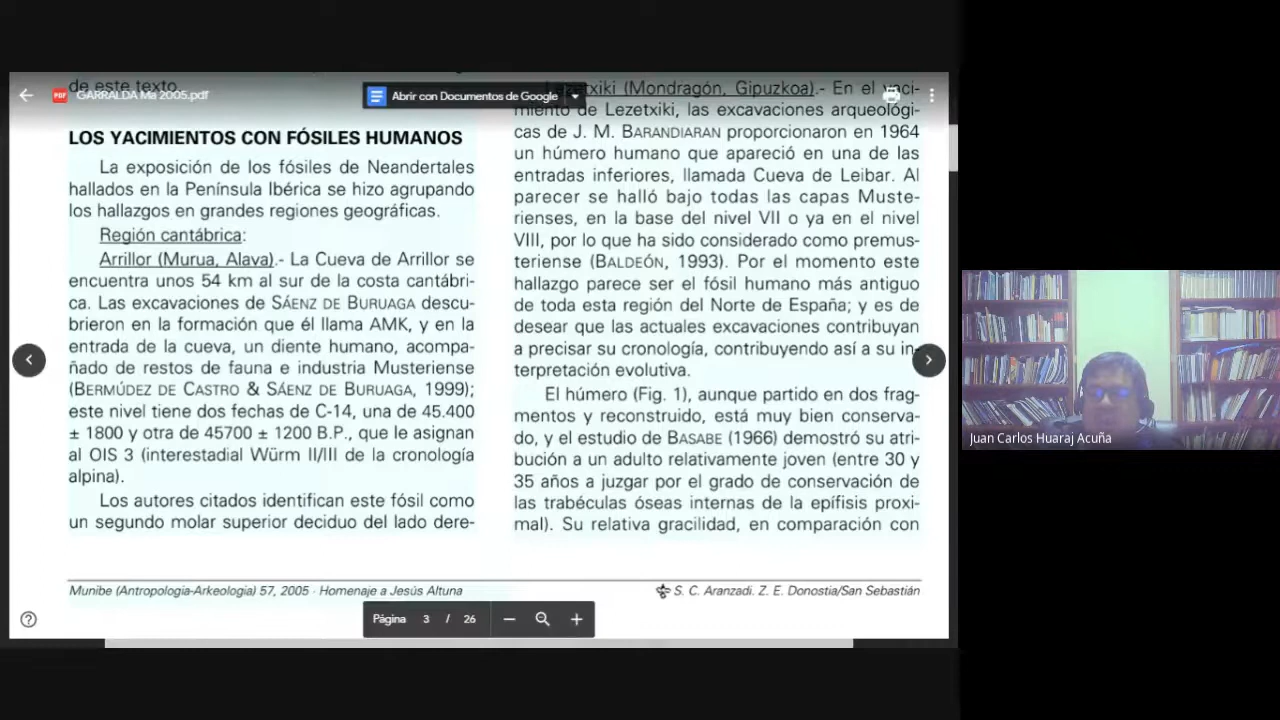 de este texto.
GARRALDA Ma 2005.pdf
Abrir con Documentos de Google
LOS YACIMIENTOS CON FÓSILES HUMANOS
La exposición de los fósiles de Neandertales
hallados en la Península Ibérica se hizo agrupando
los hallazgos en grandes regiones geográficas.
Región cantábrica:
Arrillor (Murua, Alava).- La Cueva de Arrillor se
encuentra unos 54 km al sur de la costa cantábri-
ca. Las excavaciones de SÁENZ DE BURUAGA descu-
brieron en la formación que él llama AMK, y en la
entrada de la cueva, un diente humano, acompa-
ñado de restos de fauna e industria Musteriense
(BERMÚDEZ DE CASTRO & SÁENZ DE BURUAGA, 1999);
este nivel tiene dos fechas de C-14, una de 45.400
± 1800 y otra de 45700 ± 1200 B.P., que le asignan
al OIS 3 (interestadial Würm II/III de la cronología
alpina).
Los autores citados identifican este fósil como
un segundo molar superior deciduo del lado dere-
Lezetxiki (Mondragón, Gipuzkoa).- En el yaci-
miento de Lezetxiki, las excavaciones arqueológi-
cas de J. M. BARANDIARAN proporcionaron en 1964
un húmero humano que apareció en una de las
entradas inferiores, llamada Cueva de Leibar. Al
parecer se halló bajo todas las capas Muste-
rienses, en la base del nivel VII o ya en el nivel
VIII, por lo que ha sido considerado como premus-
teriense (BALDEÓN, 1993). Por el momento este
hallazgo parece ser el fósil humano más antiguo
de toda esta región del Norte de España; y es de
desear que las actuales excavaciones contribuyan
a precisar su cronología, contribuyendo así a su in-
terpretación evolutiva.
El húmero (Fig. 1), aunque partido en dos frag-
mentos y reconstruido, está muy bien conserva-
do, y el estudio de BASABE (1966) demostró su atri-
bución a un adulto relativamente joven (entre 30 y
35 años a juzgar por el grado de conservación de
las trabéculas óseas internas de la epífisis proxi-
mal). Su relativa gracilidad, en comparación con
Munibe (Antropologia-Arkeologia) 57, 2005 · Homenaje a Jesús Altuna
S. C. Aranzadi. Z. E. Donostia/San Sebastián
Página 3 / 26
Juan Carlos Huaraj Acuña